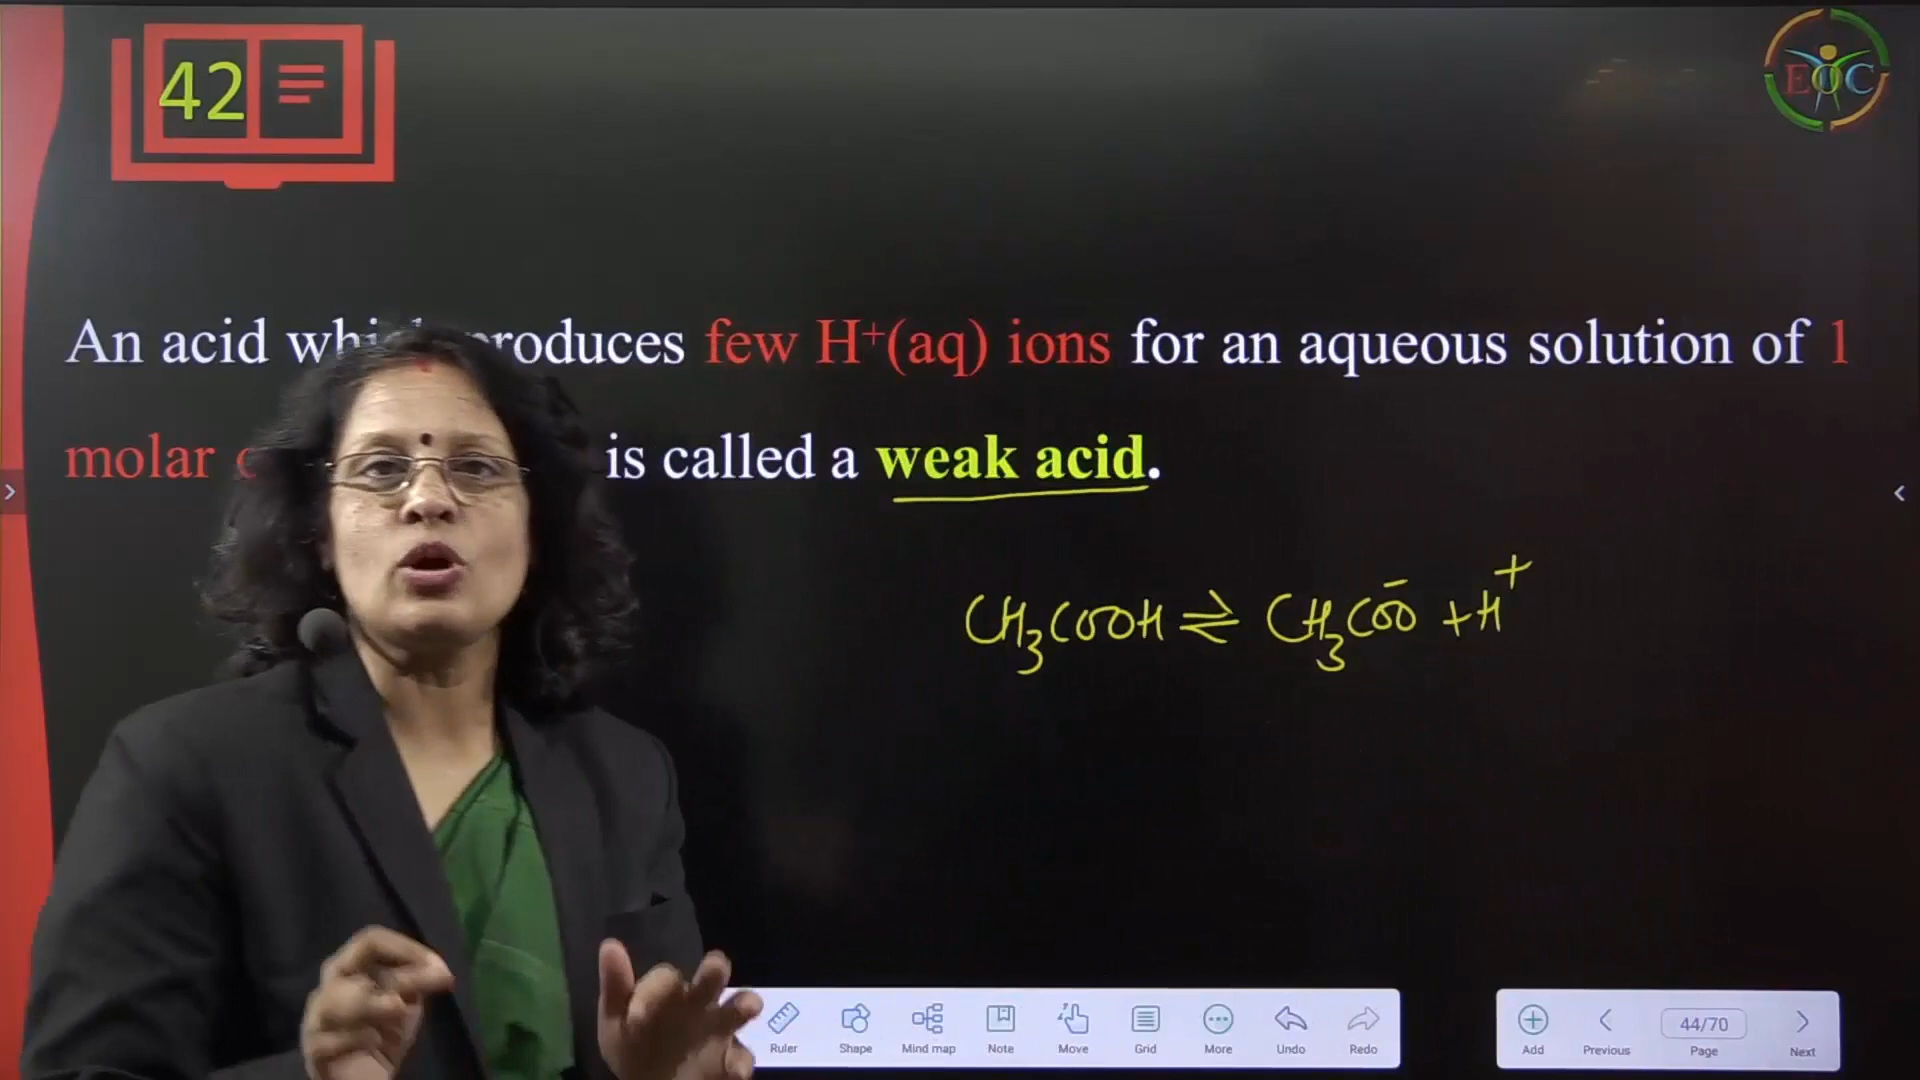 42
EOC
An acid produces few H⁺(aq) ions for an aqueous solution of 1
molar is called a weak acid.
CH₃COOH ⇌ CH₃COO⁻ + H⁺
Ruler Shape Mind map Note Move Grid More Undo Redo
Add Previous 44/70 Page Next